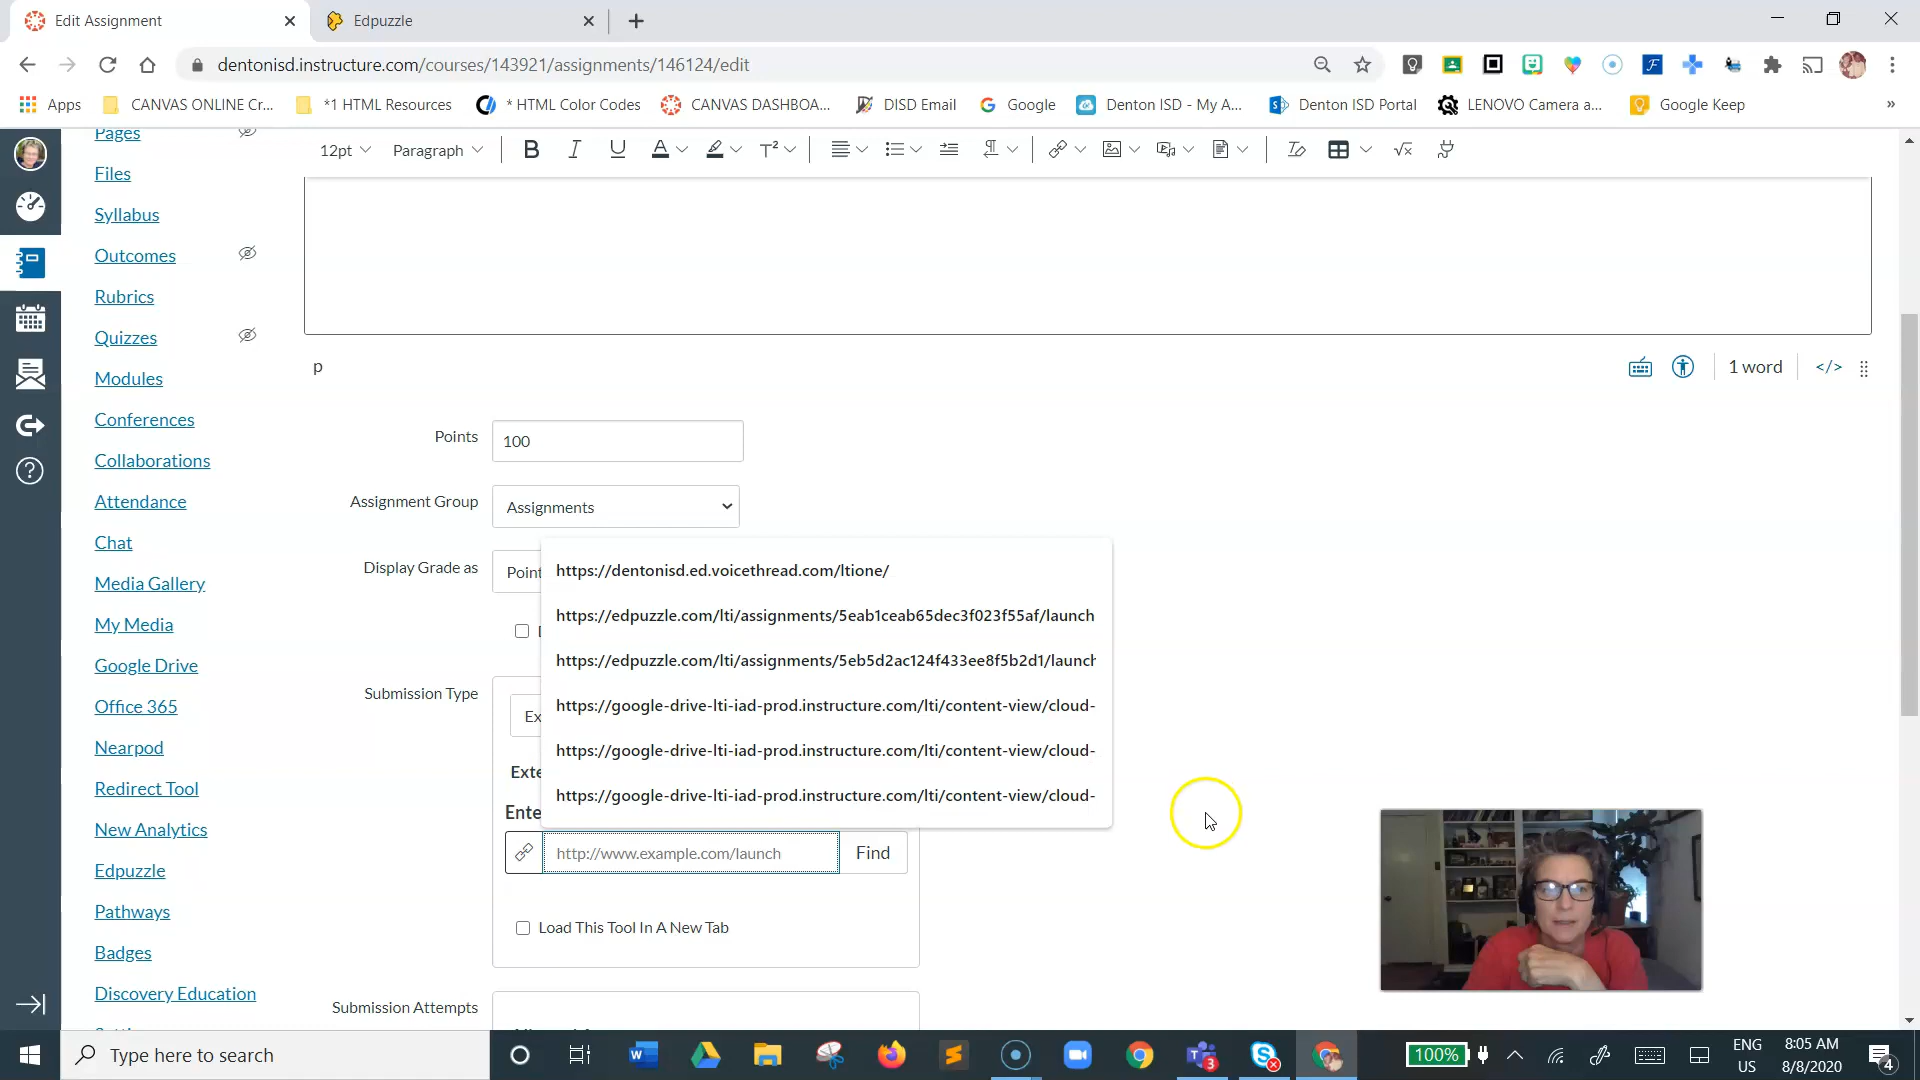 Edit Assignment
Edpuzzle
dentonisd.instructure.com/courses/143921/assignments/146124/edit
Apps
CANVAS ONLINE Cr...
*1 HTML Resources
* HTML Color Codes
CANVAS DASHBOA...
DISD Email
Google
Denton ISD - My A...
Denton ISD Portal
LENOVO Camera a...
Google Keep
»
12pt
Paragraph
B I U A T²
Pages
Files
Syllabus
Outcomes
Rubrics
Quizzes
Modules
Conferences
Collaborations
Attendance
Chat
Media Gallery
My Media
Google Drive
Office 365
Nearpod
Redirect Tool
New Analytics
Edpuzzle
Pathways
Badges
Discovery Education
p
1 word
</>
Points
100
Assignment Group
Assignments
Display Grade as
Point
https://dentonisd.ed.voicethread.com/ltione/
https://edpuzzle.com/lti/assignments/5eab1ceab65dec3f023f55af/launch
https://edpuzzle.com/lti/assignments/5eb5d2ac124f433ee8f5b2d1/launch
https://google-drive-lti-iad-prod.instructure.com/lti/content-view/cloud-
https://google-drive-lti-iad-prod.instructure.com/lti/content-view/cloud-
https://google-drive-lti-iad-prod.instructure.com/lti/content-view/cloud-
Submission Type
Ex
Exte
Ente
http://www.example.com/launch
Find
Load This Tool In A New Tab
Submission Attempts
Type here to search
100%
ENG
US
8:05 AM
8/8/2020
4
3